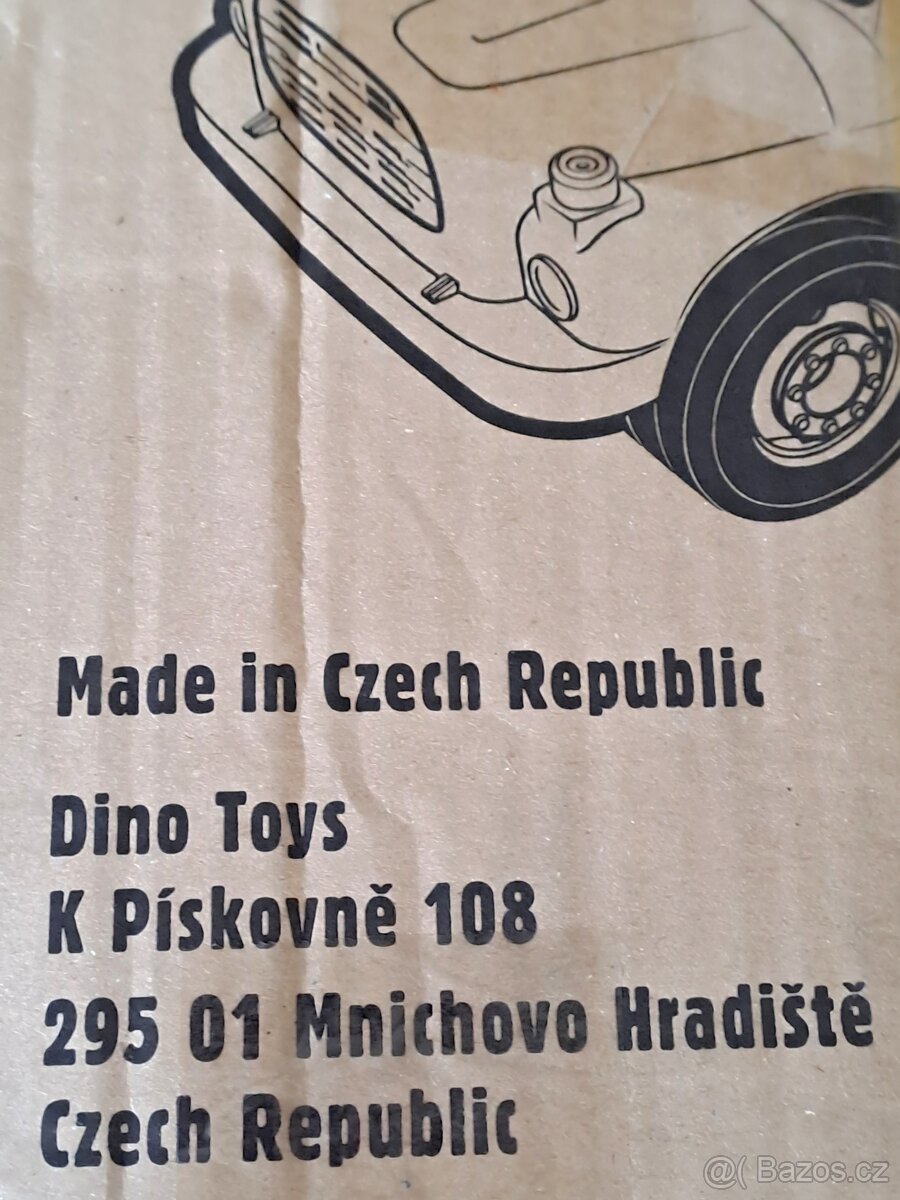 Made in Czech Republic
Dino Toys
K Pískovně 108
295 01 Mnichovo Hradiště
Czech Republic
@( Bazos.cz